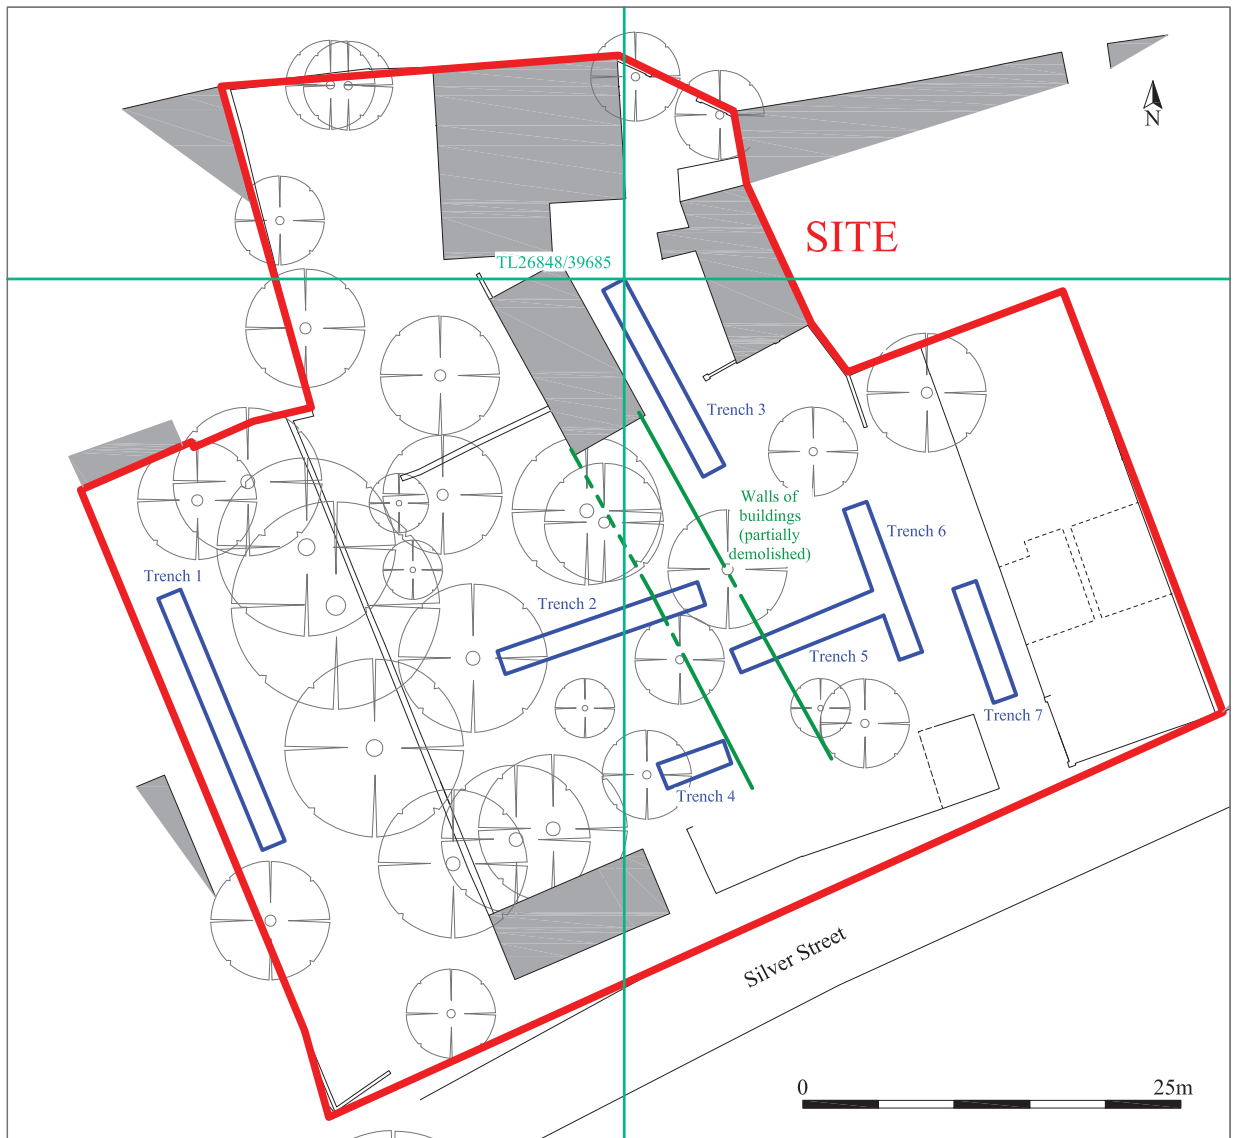 N
SITE
TL26848/39685
Trench 3
Walls of
buildings
(partially
demolished)
Trench 6
Trench 1
Trench 2
Trench 5
Trench 7
Trench 4
Silver Street
0
25m